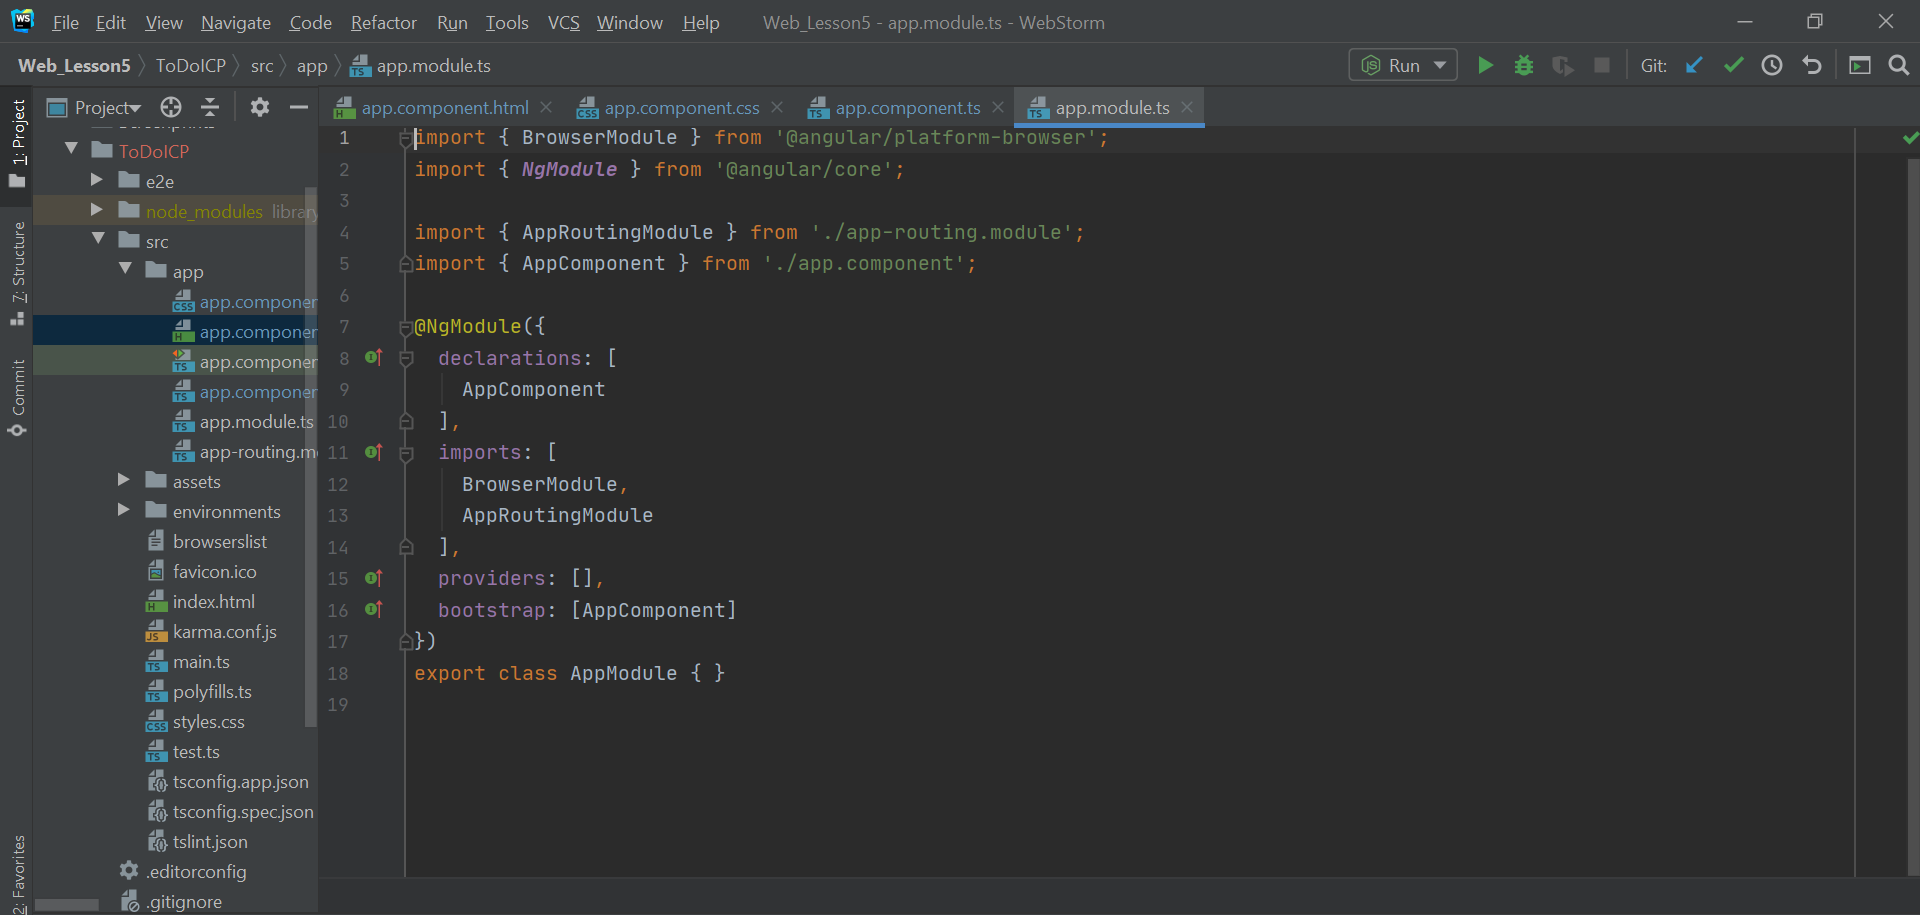 WS File Edit View Navigate Code Refactor Run Tools VCS Window Help Web_Lesson5 - app.module.ts - WebStorm
Web_Lesson5 ToDoICP src app app.module.ts Run Git:
Project
app.component.html app.component.css app.component.ts app.module.ts
1: Project
7: Structure
Commit
2: Favorites
ToDoICP
e2e
node_modules library
src
app
app.componen
app.componen
app.componen
app.componen
app.module.ts
app-routing.m
assets
environments
browserslist
favicon.ico
index.html
karma.conf.js
main.ts
polyfills.ts
styles.css
test.ts
tsconfig.app.json
tsconfig.spec.json
tslint.json
.editorconfig
.gitignore
1 import { BrowserModule } from '@angular/platform-browser';
2 import { NgModule } from '@angular/core';
3
4 import { AppRoutingModule } from './app-routing.module';
5 import { AppComponent } from './app.component';
6
7 @NgModule({
8 declarations: [
9 AppComponent
10 ],
11 imports: [
12 BrowserModule,
13 AppRoutingModule
14 ],
15 providers: [],
16 bootstrap: [AppComponent]
17 })
18 export class AppModule { }
19